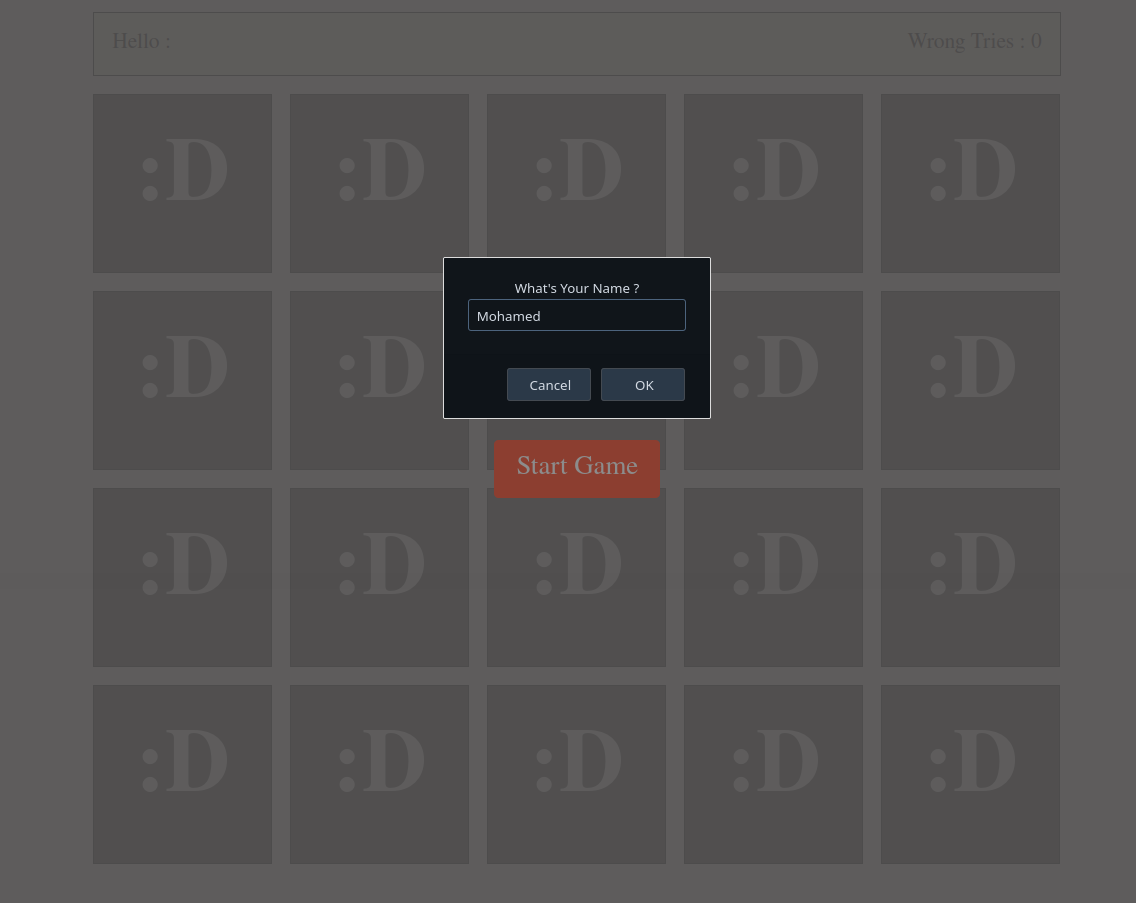 Hello :
Wrong Tries : 0
:D :D :D :D :D
What's Your Name ?
Mohamed
Cancel
OK
:D :D :D :D
Start Game
:D :D :D :D :D
:D :D :D :D :D